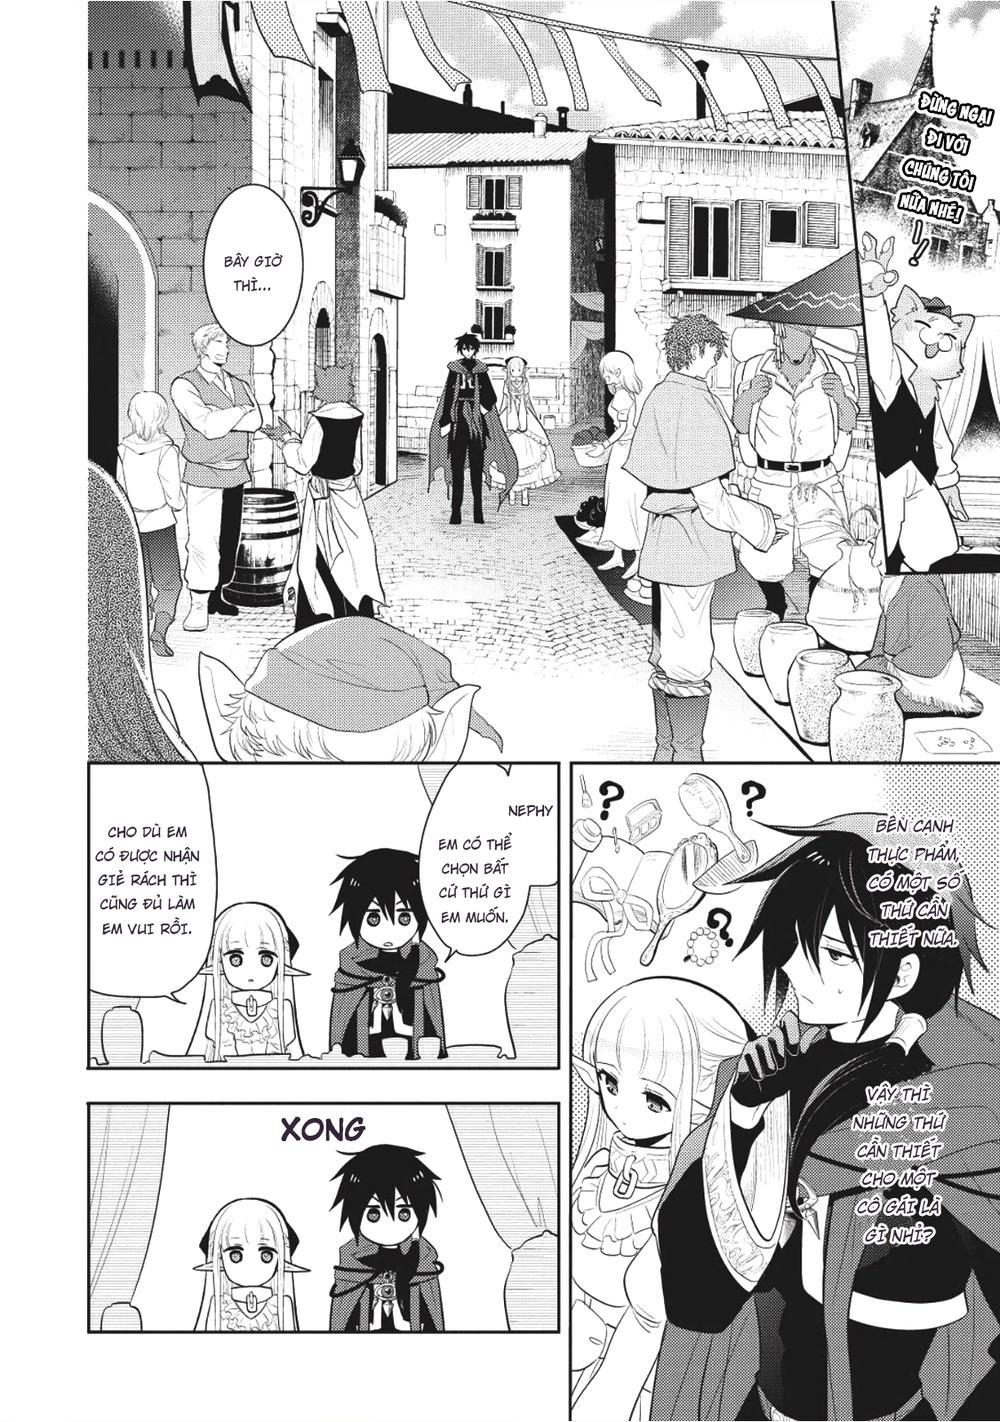 ĐỪNG NGẠI
ĐI VỚI
CHÚNG TÔI
NỮA NHÉ!
!
BÂY GIỜ
THÌ...
?
?
?
BÊN CẠNH
THỰC PHẨM,
CÓ MỘT SỐ
THỨ CẦN
THIẾT NỮA.
VẬY THÌ
NHỮNG THỨ
CẦN THIẾT
CHO MỘT
CÔ GÁI LÀ
GÌ NHỈ?
NEPHY
EM CÓ THỂ
CHỌN BẤT
CỨ THỨ GÌ
EM MUỐN.
CHO DÙ EM
CÓ ĐƯỢC NHẬN
GIẺ RÁCH THÌ
CŨNG ĐỦ LÀM
EM VUI RỒI.
XONG